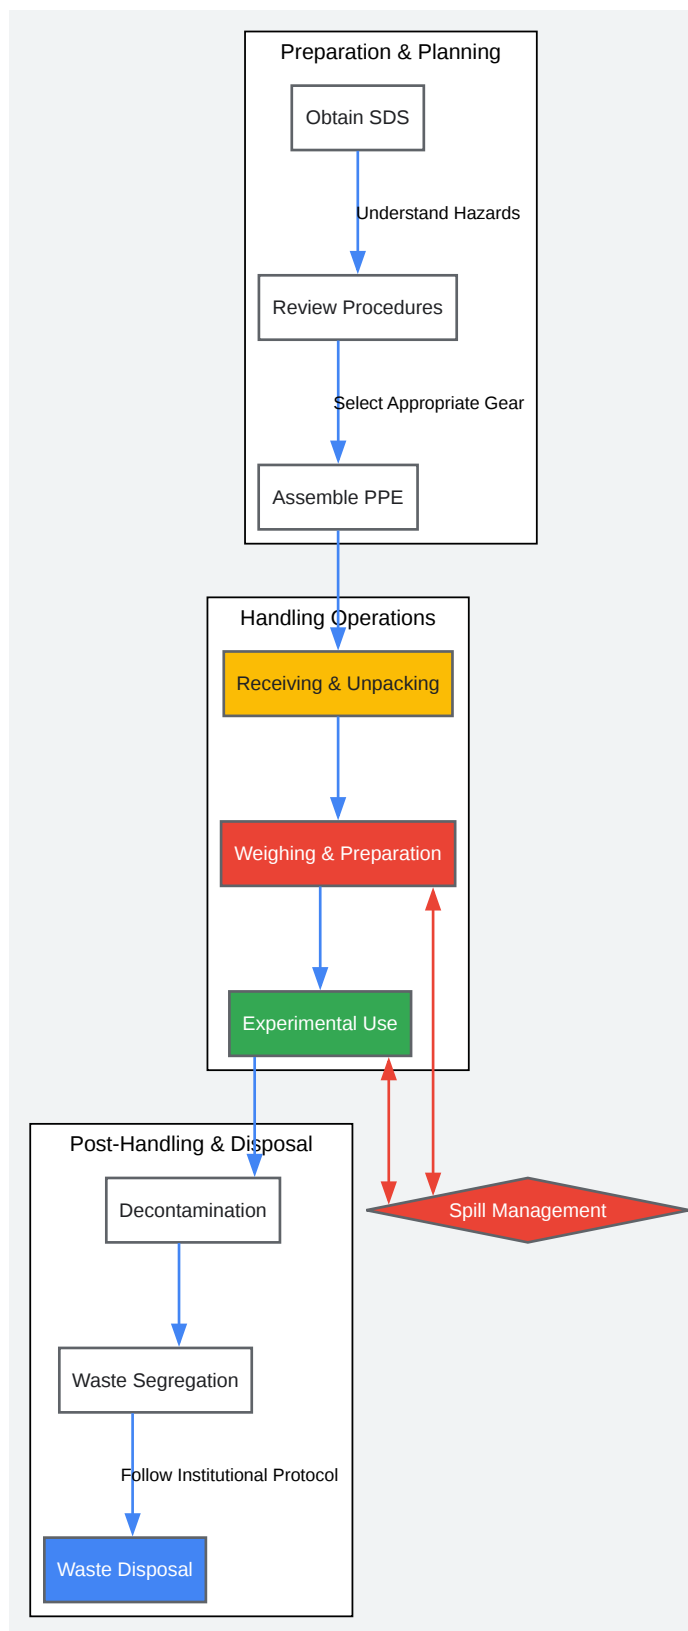 Preparation & Planning
Obtain SDS
Understand Hazards
Review Procedures
Select Appropriate Gear
Assemble PPE
Handling Operations
Receiving & Unpacking
Weighing & Preparation
Experimental Use
Post-Handling & Disposal
Decontamination
Spill Management
Waste Segregation
Follow Institutional Protocol
Waste Disposal